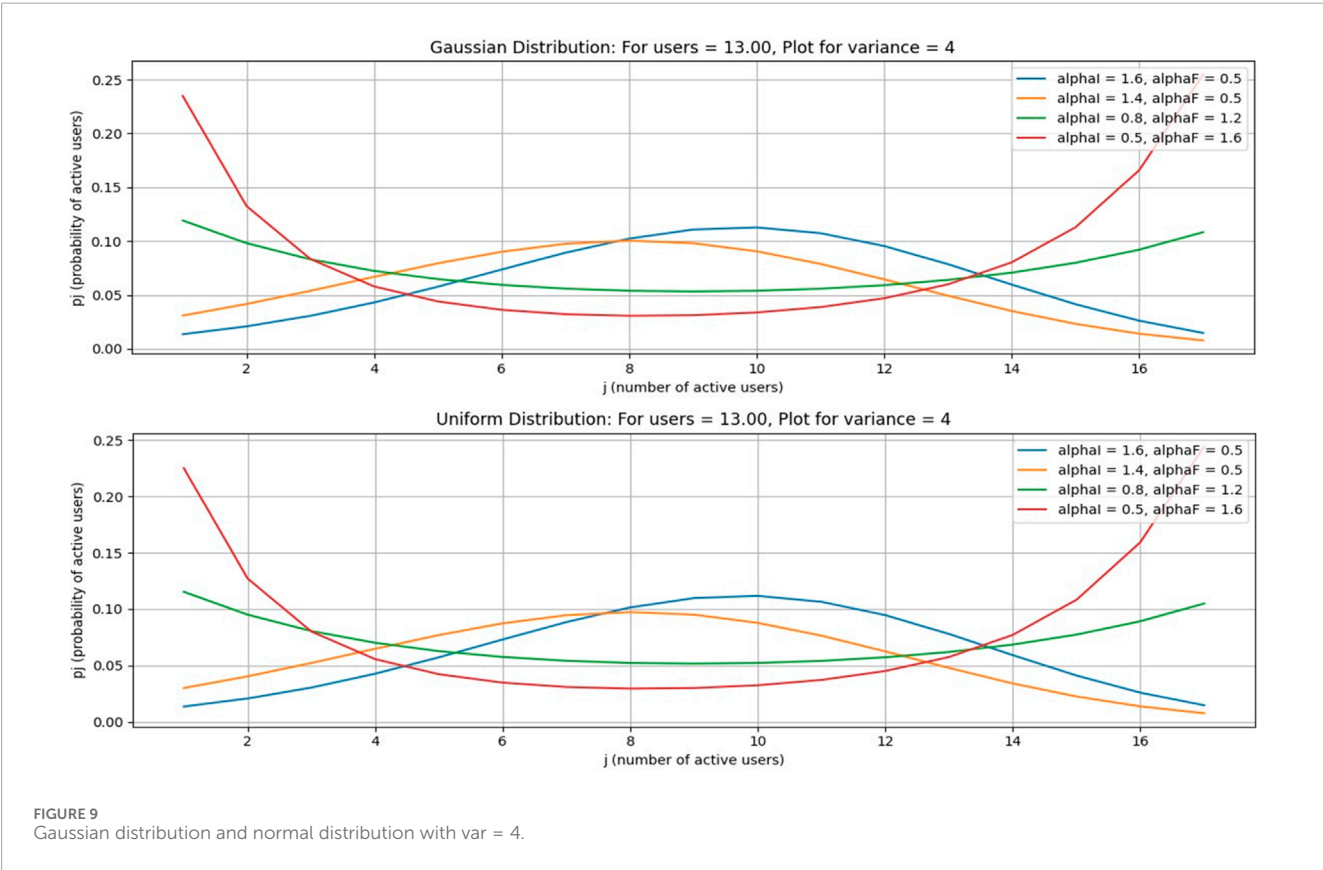 Gaussian Distribution: For users = 13.00, Plot for variance = 4
0.25
0.20
0.15
0.10
0.05
0.00
pj (probability of active users)
alphaI = 1.6, alphaF = 0.5
alphaI = 1.4, alphaF = 0.5
alphaI = 0.8, alphaF = 1.2
alphaI = 0.5, alphaF = 1.6
2 4 6 8 10 12 14 16
j (number of active users)
Uniform Distribution: For users = 13.00, Plot for variance = 4
0.25
0.20
0.15
0.10
0.05
0.00
pj (probability of active users)
alphaI = 1.6, alphaF = 0.5
alphaI = 1.4, alphaF = 0.5
alphaI = 0.8, alphaF = 1.2
alphaI = 0.5, alphaF = 1.6
2 4 6 8 10 12 14 16
j (number of active users)
FIGURE 9
Gaussian distribution and normal distribution with var = 4.